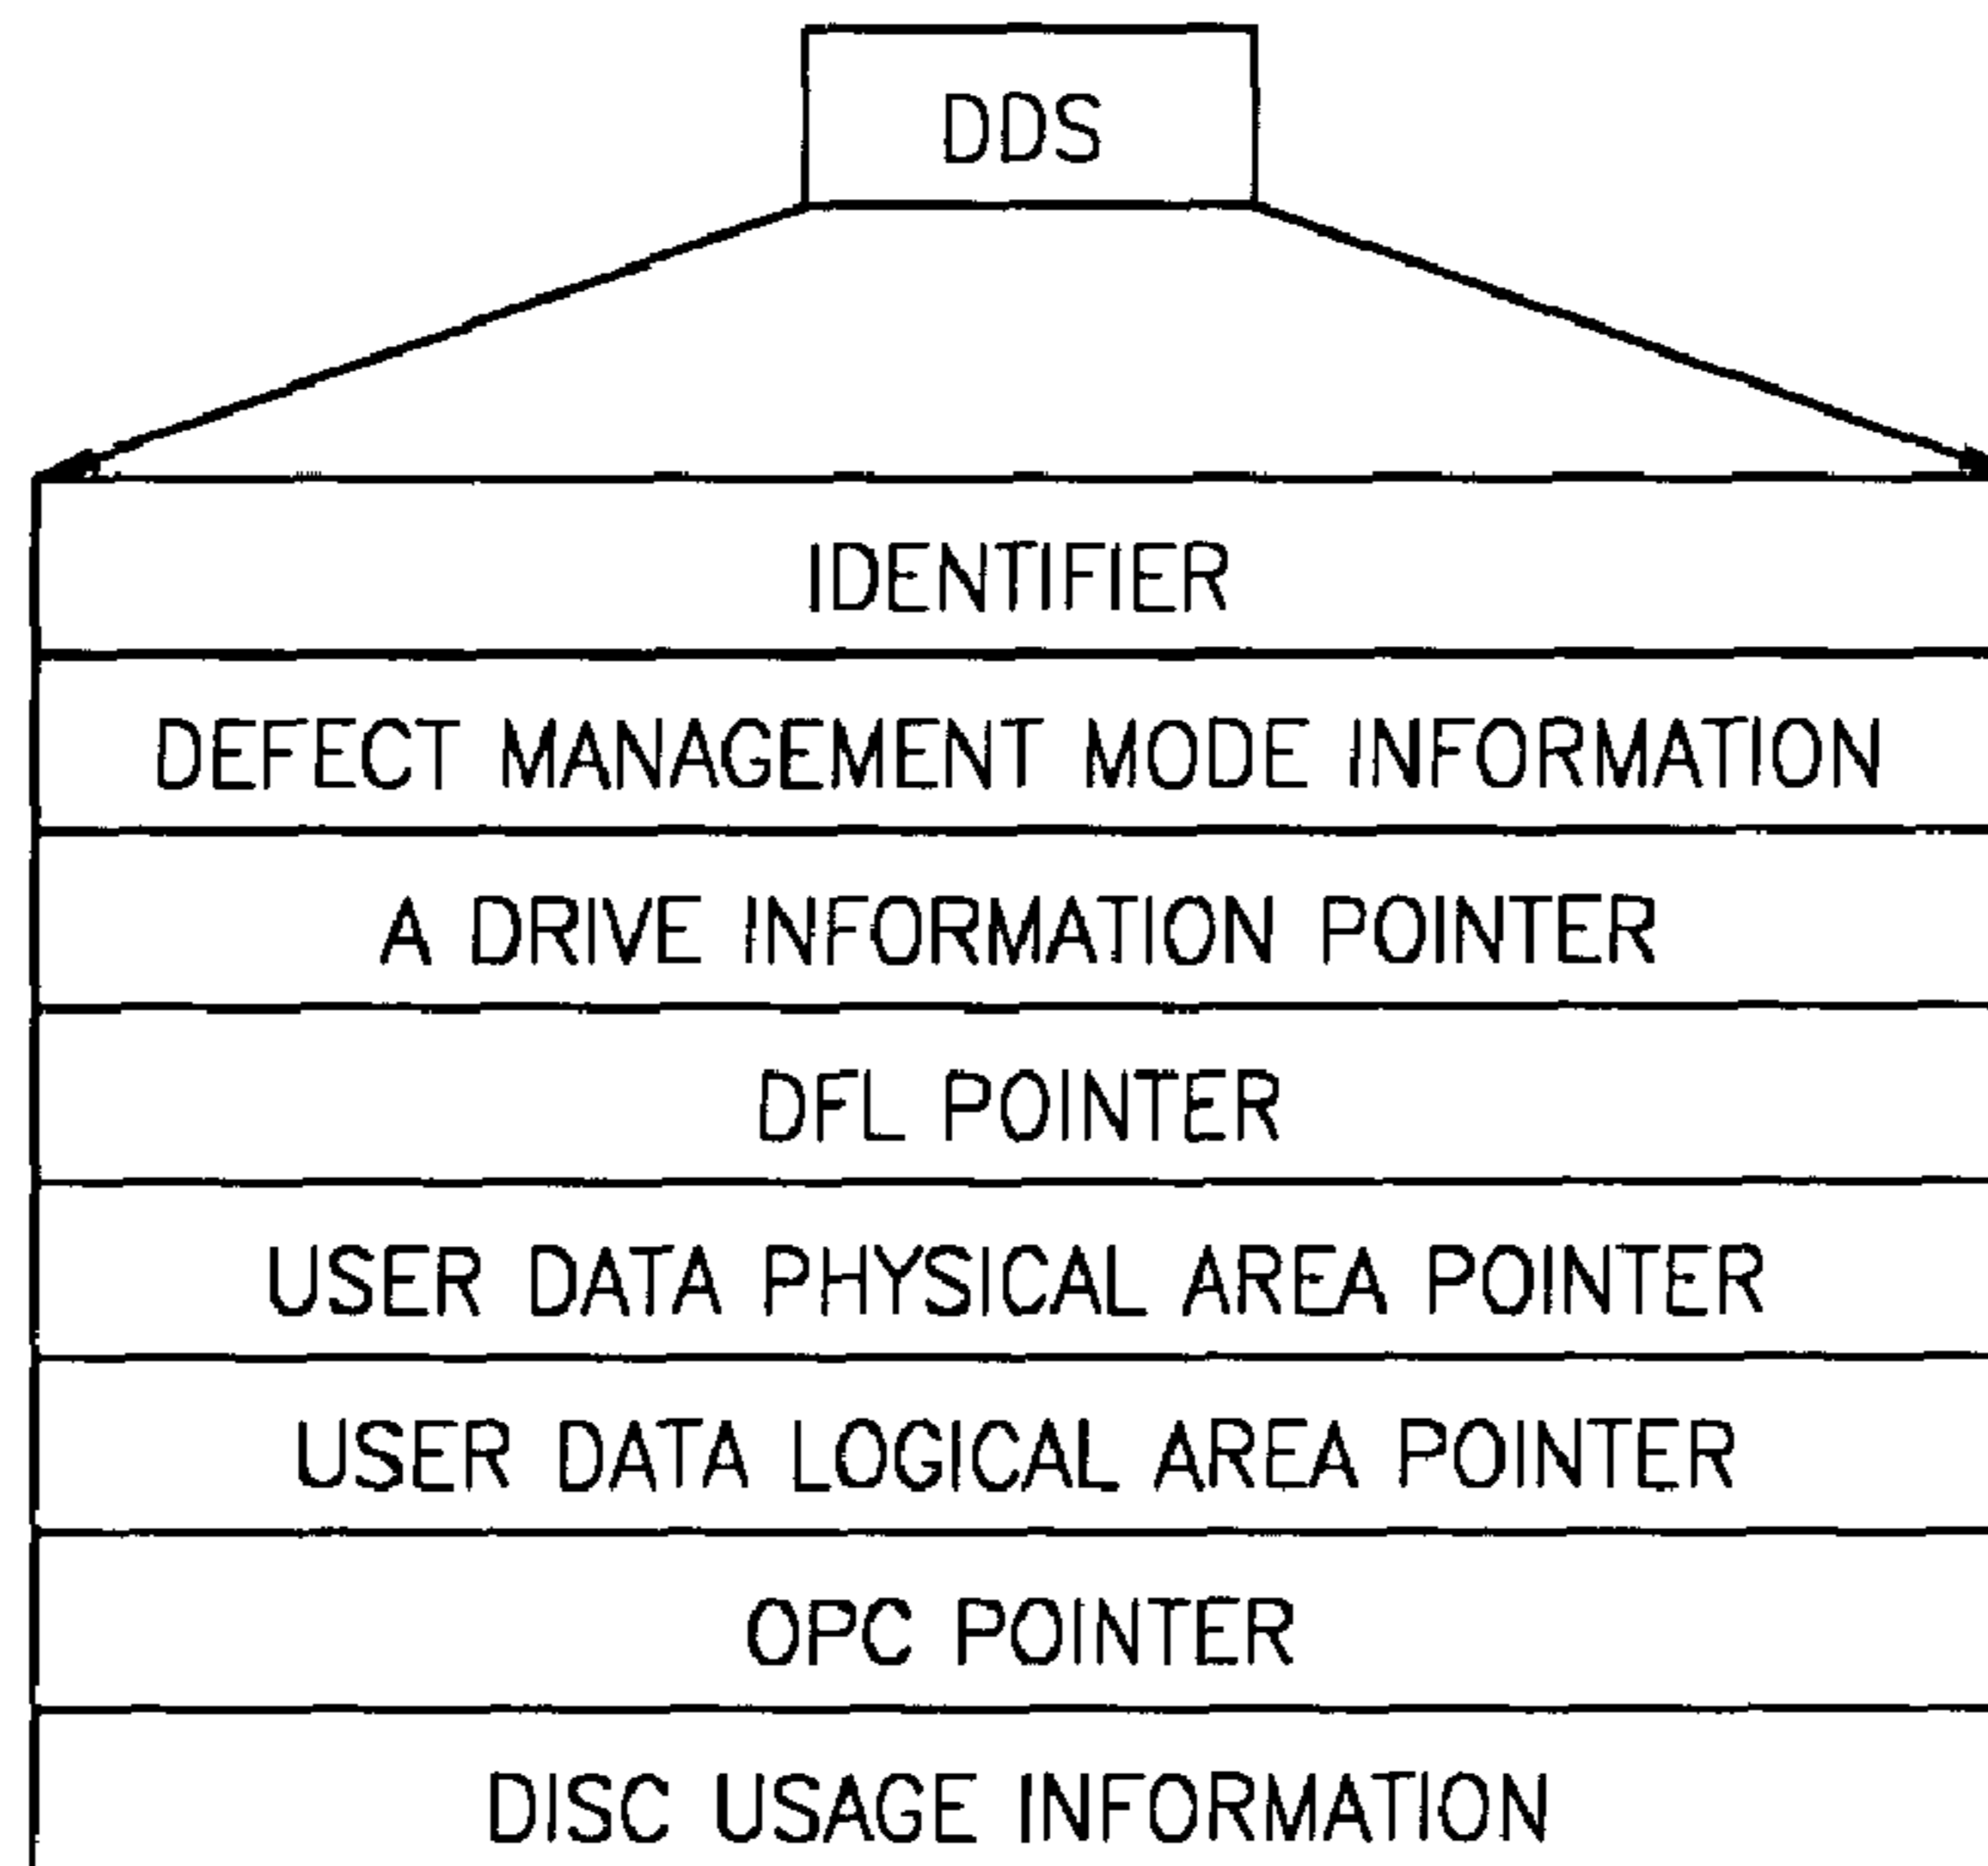 DDS
IDENTIFIER
DEFECT MANAGEMENT MODE INFORMATION
A DRIVE INFORMATION POINTER
DFL POINTER
USER DATA PHYSICAL AREA POINTER
USER DATA LOGICAL AREA POINTER
OPC POINTER
DISC USAGE INFORMATION